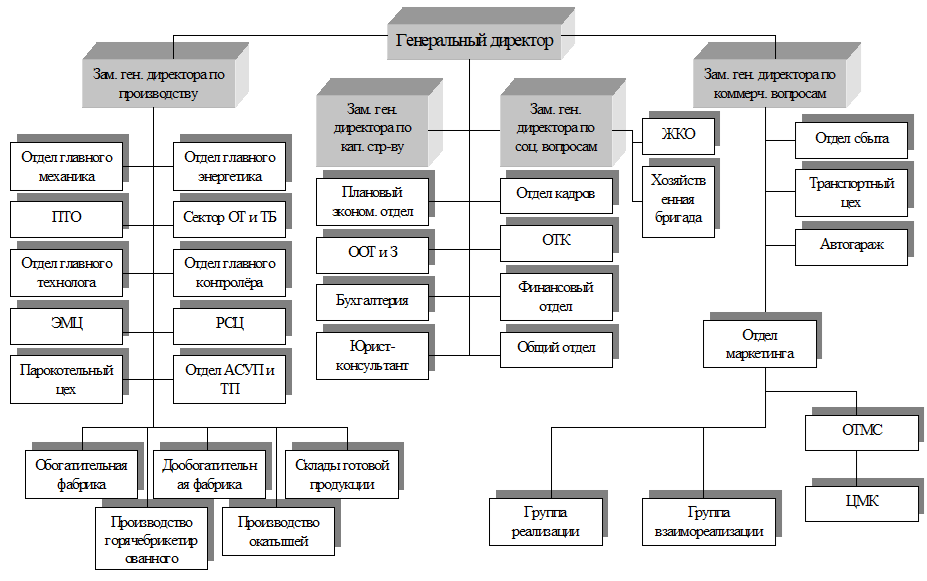 Генеральный директор
Зам. ген. директора по
производству
Зам. ген.
директора по
кап. стр-ву
Зам. ген.
директора по
соц. вопросам
Зам. ген. директора по
коммерч. вопросам
Отдел главного
механика
Отдел главного
энергетика
ПТО
Сектор ОТ и ТБ
Отдел главного
технолога
Отдел главного
контролёра
ЭМЦ
РСЦ
Парокотельный
цех
Отдел АСУП и
ТП
Обогатительная
фабрика
Дообогатительн
ая фабрика
Склады готовой
продукции
Производство
горячебрикетир
ованного
Производство
окатышей
Плановый
эконом. отдел
Отдел кадров
ООТ и З
ОТК
Бухгалтерия
Финансовый
отдел
Юрист-
консультант
Общий отдел
ЖКО
Хозяйств
енная
бригада
Отдел сбыта
Транспортный
цех
Автогараж
Отдел
маркетинга
ОТМС
ЦМК
Группа
реализации
Группа
взаимореализации